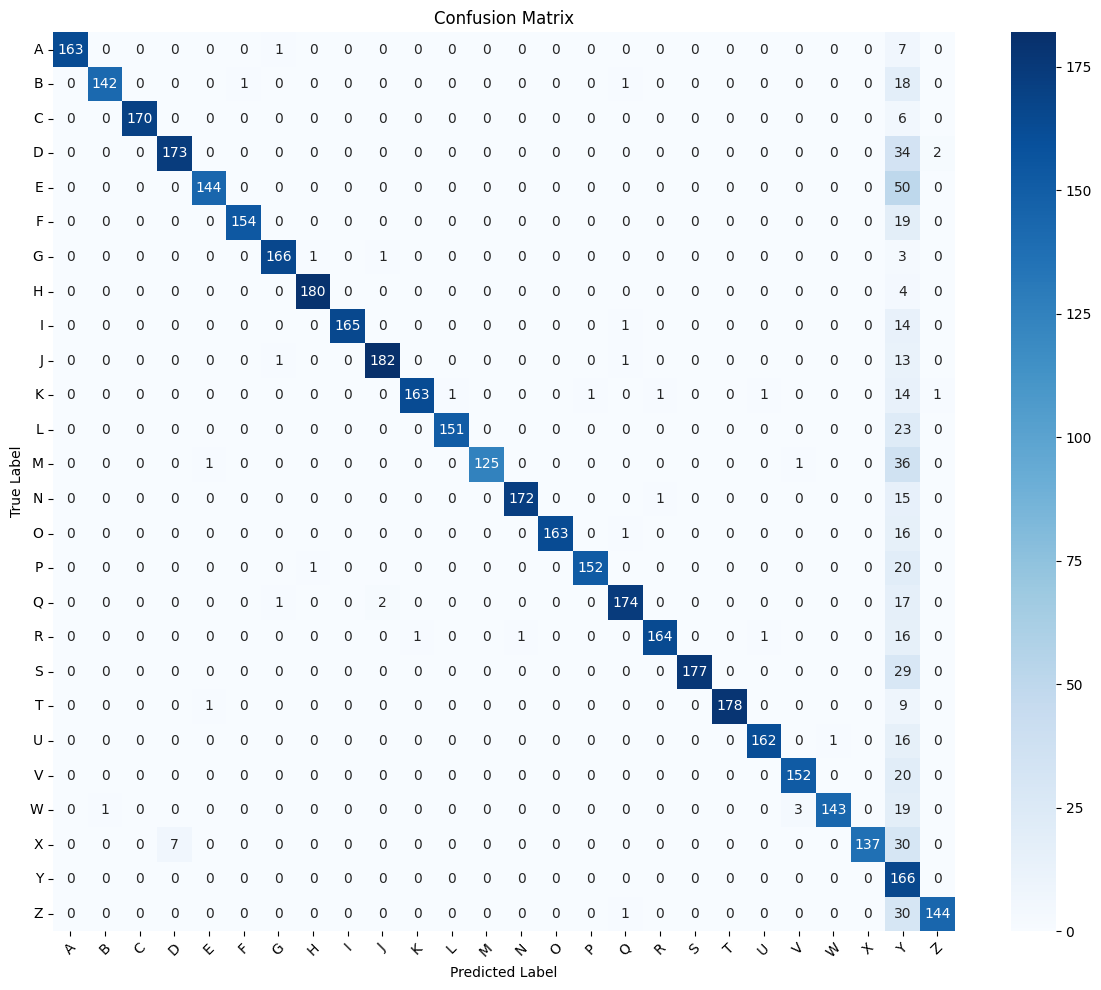 Confusion Matrix
A 163 0 0 0 0 0 1 0 0 0 0 0 0 0 0 0 0 0 0 0 0 0 0 0 7 0
B 0 142 0 0 0 1 0 0 0 0 0 0 0 0 0 0 1 0 0 0 0 0 0 0 18 0
C 0 0 170 0 0 0 0 0 0 0 0 0 0 0 0 0 0 0 0 0 0 0 0 0 6 0
D 0 0 0 173 0 0 0 0 0 0 0 0 0 0 0 0 0 0 0 0 0 0 0 0 34 2
E 0 0 0 0 144 0 0 0 0 0 0 0 0 0 0 0 0 0 0 0 0 0 0 0 50 0
F 0 0 0 0 0 154 0 0 0 0 0 0 0 0 0 0 0 0 0 0 0 0 0 0 19 0
G 0 0 0 0 0 0 166 1 0 1 0 0 0 0 0 0 0 0 0 0 0 0 0 0 3 0
H 0 0 0 0 0 0 0 180 0 0 0 0 0 0 0 0 0 0 0 0 0 0 0 0 4 0
I 0 0 0 0 0 0 0 0 165 0 0 0 0 0 0 0 1 0 0 0 0 0 0 0 14 0
J 0 0 0 0 0 0 1 0 0 182 0 0 0 0 0 0 1 0 0 0 0 0 0 0 13 0
K 0 0 0 0 0 0 0 0 0 0 163 1 0 0 0 1 0 1 0 0 1 0 0 0 14 1
L 0 0 0 0 0 0 0 0 0 0 0 151 0 0 0 0 0 0 0 0 0 0 0 0 23 0
M 0 0 0 0 1 0 0 0 0 0 0 0 125 0 0 0 0 0 0 0 0 1 0 0 36 0
N 0 0 0 0 0 0 0 0 0 0 0 0 0 172 0 0 0 1 0 0 0 0 0 0 15 0
O 0 0 0 0 0 0 0 0 0 0 0 0 0 0 163 0 1 0 0 0 0 0 0 0 16 0
P 0 0 0 0 0 0 0 1 0 0 0 0 0 0 0 152 0 0 0 0 0 0 0 0 20 0
Q 0 0 0 0 0 0 1 0 0 2 0 0 0 0 0 0 174 0 0 0 0 0 0 0 17 0
R 0 0 0 0 0 0 0 0 0 0 1 0 0 1 0 0 0 164 0 0 1 0 0 0 16 0
S 0 0 0 0 0 0 0 0 0 0 0 0 0 0 0 0 0 0 177 0 0 0 0 0 29 0
T 0 0 0 0 1 0 0 0 0 0 0 0 0 0 0 0 0 0 0 178 0 0 0 0 9 0
U 0 0 0 0 0 0 0 0 0 0 0 0 0 0 0 0 0 0 0 0 162 0 1 0 16 0
V 0 0 0 0 0 0 0 0 0 0 0 0 0 0 0 0 0 0 0 0 0 152 0 0 20 0
W 0 1 0 0 0 0 0 0 0 0 0 0 0 0 0 0 0 0 0 0 0 3 143 0 19 0
X 0 0 0 7 0 0 0 0 0 0 0 0 0 0 0 0 0 0 0 0 0 0 0 137 30 0
Y 0 0 0 0 0 0 0 0 0 0 0 0 0 0 0 0 0 0 0 0 0 0 0 0 166 0
Z 0 0 0 0 0 0 0 0 0 0 0 0 0 0 0 0 1 0 0 0 0 0 0 0 30 144
A B C D E F G H I J K L M N O P Q R S T U V W X Y Z
Predicted Label
True Label
175
150
125
100
75
50
25
0